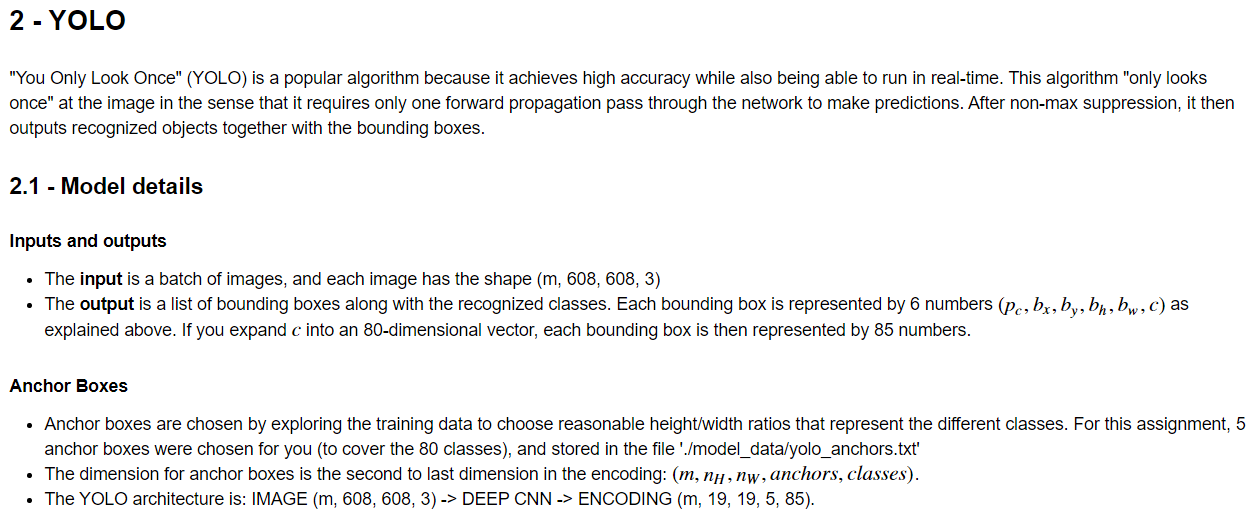 2 - YOLO
"You Only Look Once" (YOLO) is a popular algorithm because it achieves high accuracy while also being able to run in real-time. This algorithm "only looks
once" at the image in the sense that it requires only one forward propagation pass through the network to make predictions. After non-max suppression, it then
outputs recognized objects together with the bounding boxes.
2.1 - Model details
Inputs and outputs
• The input is a batch of images, and each image has the shape (m, 608, 608, 3)
• The output is a list of bounding boxes along with the recognized classes. Each bounding box is represented by 6 numbers (p_c, b_x, b_y, b_h, b_w, c) as
explained above. If you expand c into an 80-dimensional vector, each bounding box is then represented by 85 numbers.
Anchor Boxes
• Anchor boxes are chosen by exploring the training data to choose reasonable height/width ratios that represent the different classes. For this assignment, 5
anchor boxes were chosen for you (to cover the 80 classes), and stored in the file './model_data/yolo_anchors.txt'
• The dimension for anchor boxes is the second to last dimension in the encoding: (m, n_H, n_W, anchors, classes).
• The YOLO architecture is: IMAGE (m, 608, 608, 3) -> DEEP CNN -> ENCODING (m, 19, 19, 5, 85).